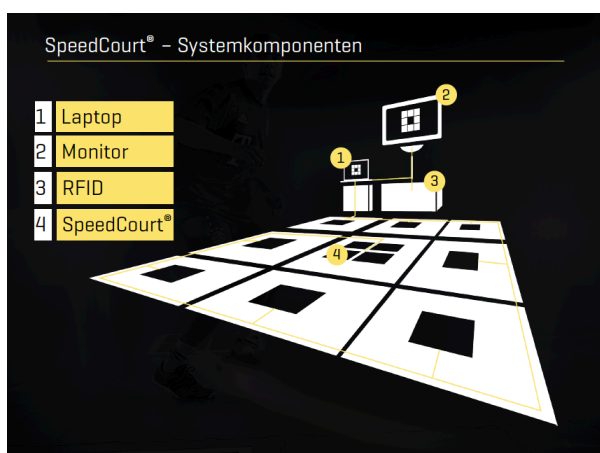 SpeedCourt® – Systemkomponenten
1 Laptop
2 Monitor
3 RFID
4 SpeedCourt®
2
1
3
4